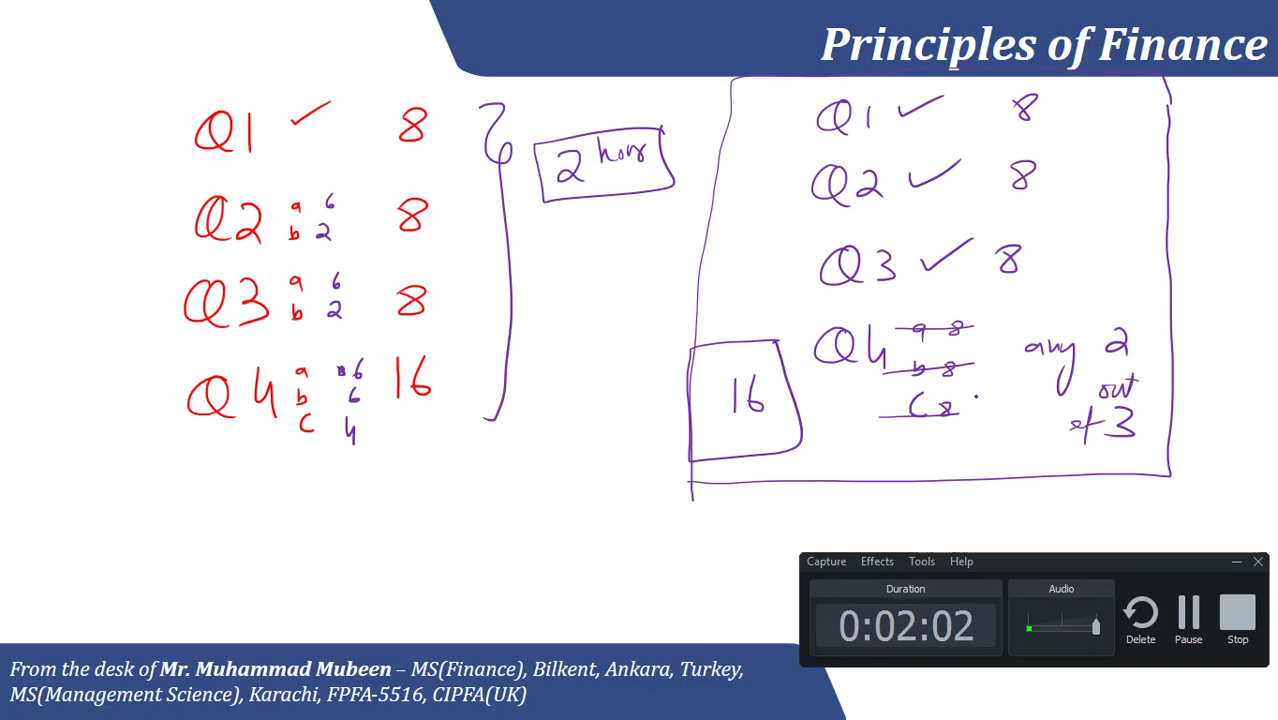 Principles of Finance
Q1 ✓ 8
Q2 a 6 8
b 2
Q3 a 6 8
b 2
Q4 a 6 16
b 6
c 4
2 hour
Q1 ✓ 8
Q2 ✓ 8
Q3 ✓ 8
Q4 a 8
b 8
C 8
any 2
out
of 3
16
Capture Effects Tools Help
Duration
0:02:02
Audio
Delete
Pause
Stop
From the desk of Mr. Muhammad Mubeen – MS(Finance), Bilkent, Ankara, Turkey,
MS(Management Science), Karachi, FPFA-5516, CIPFA(UK)